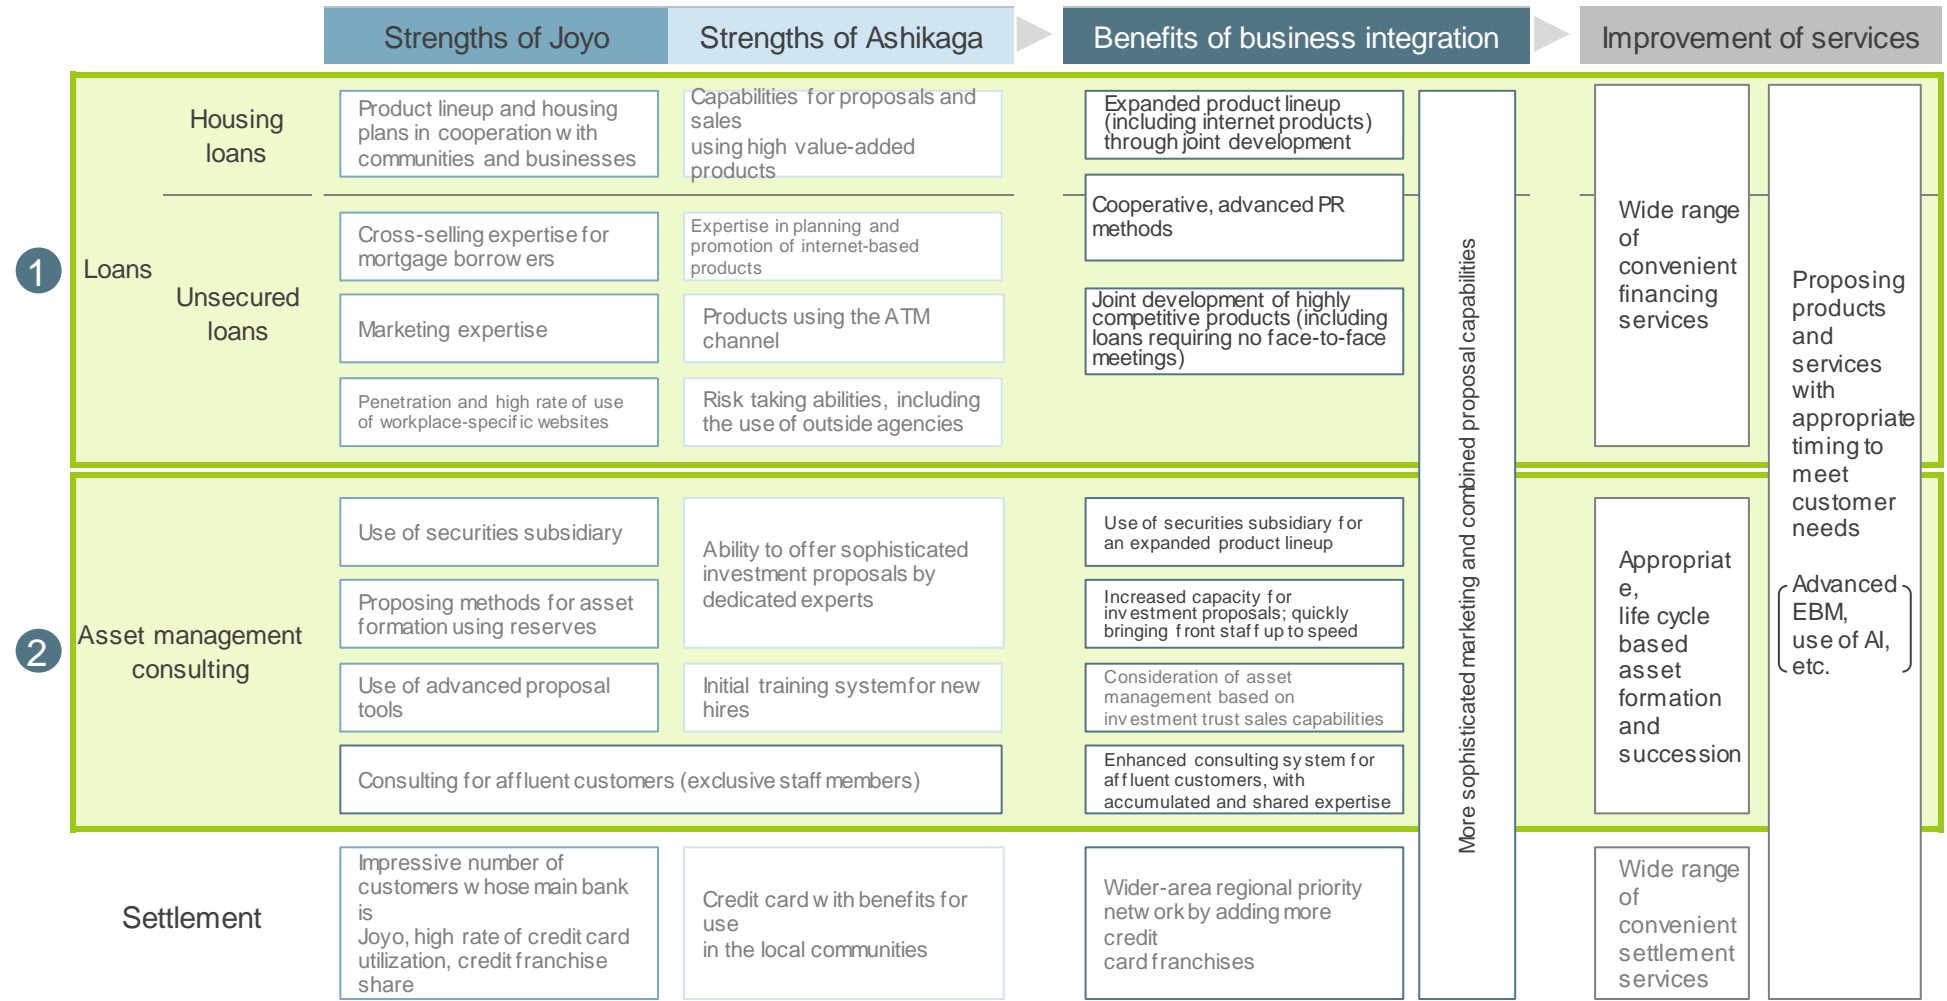 Strengths of Joyo
Strengths of Ashikaga
Benefits of business integration
Improvement of services
1
Loans
Housing
loans
Product lineup and housing
plans in cooperation with
communities and businesses
Capabilities for proposals and
sales
using high value-added
products
Expanded product lineup
(including internet products)
through joint development
Cooperative, advanced PR
methods
Unsecured
loans
Cross-selling expertise for
mortgage borrowers
Expertise in planning and
promotion of internet-based
products
Marketing expertise
Products using the ATM
channel
Joint development of highly
competitive products (including
loans requiring no face-to-face
meetings)
Penetration and high rate of use
of workplace-specific websites
Risk taking abilities, including
the use of outside agencies
More sophisticated marketing and combined proposal capabilities
Wide range
of
convenient
financing
services
Proposing
products
and
services
with
appropriate
timing to
meet
customer
needs
Advanced
EBM,
use of AI,
etc.
2
Asset management
consulting
Use of securities subsidiary
Ability to offer sophisticated
investment proposals by
dedicated experts
Use of securities subsidiary for
an expanded product lineup
Proposing methods for asset
formation using reserves
Increased capacity for
investment proposals; quickly
bringing front staff up to speed
Use of advanced proposal
tools
Initial training system for new
hires
Consideration of asset
management based on
investment trust sales capabilities
Consulting for affluent customers (exclusive staff members)
Enhanced consulting system for
affluent customers, with
accumulated and shared expertise
Appropriat
e,
life cycle
based
asset
formation
and
succession
Settlement
Impressive number of
customers whose main bank
is
Joyo, high rate of credit card
utilization, credit franchise
share
Credit card with benefits for
use
in the local communities
Wider-area regional priority
network by adding more
credit
card franchises
Wide range
of
convenient
settlement
services